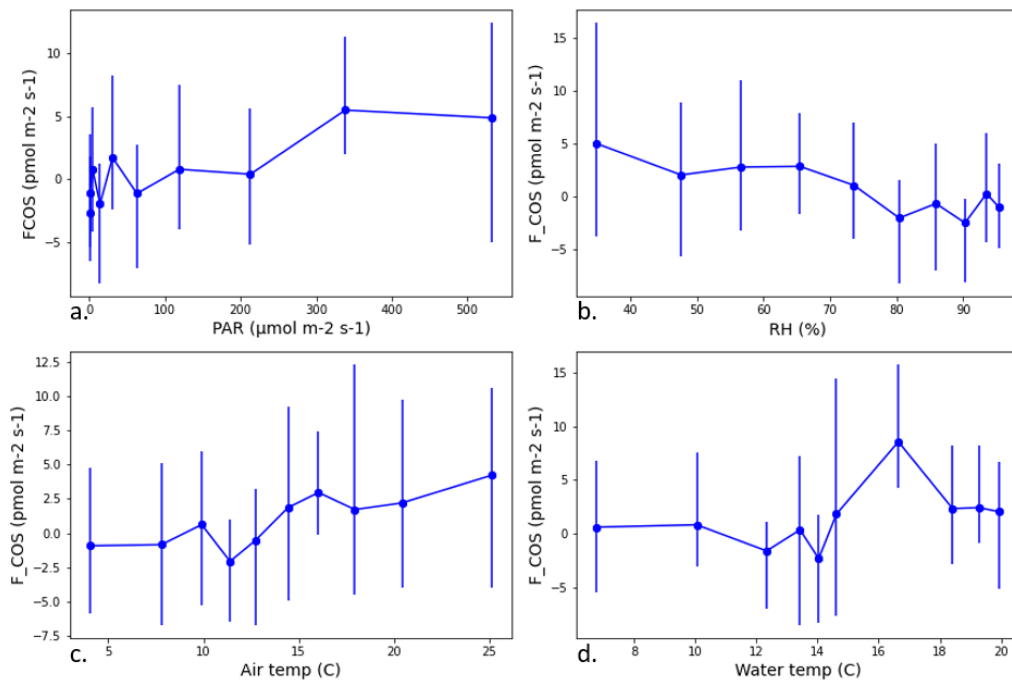 10
5
0
−5
FCOS (pmol m-2 s-1)
0 100 200 300 400 500
a.
PAR (μmol m-2 s-1)
15
10
5
0
−5
F_COS (pmol m-2 s-1)
40 50 60 70 80 90
b.
RH (%)
12.5
10.0
7.5
5.0
2.5
0.0
−2.5
−5.0
−7.5
F_COS (pmol m-2 s-1)
5 10 15 20 25
c.
Air temp (C)
15
10
5
0
−5
F_COS (pmol m-2 s-1)
8 10 12 14 16 18 20
d.
Water temp (C)